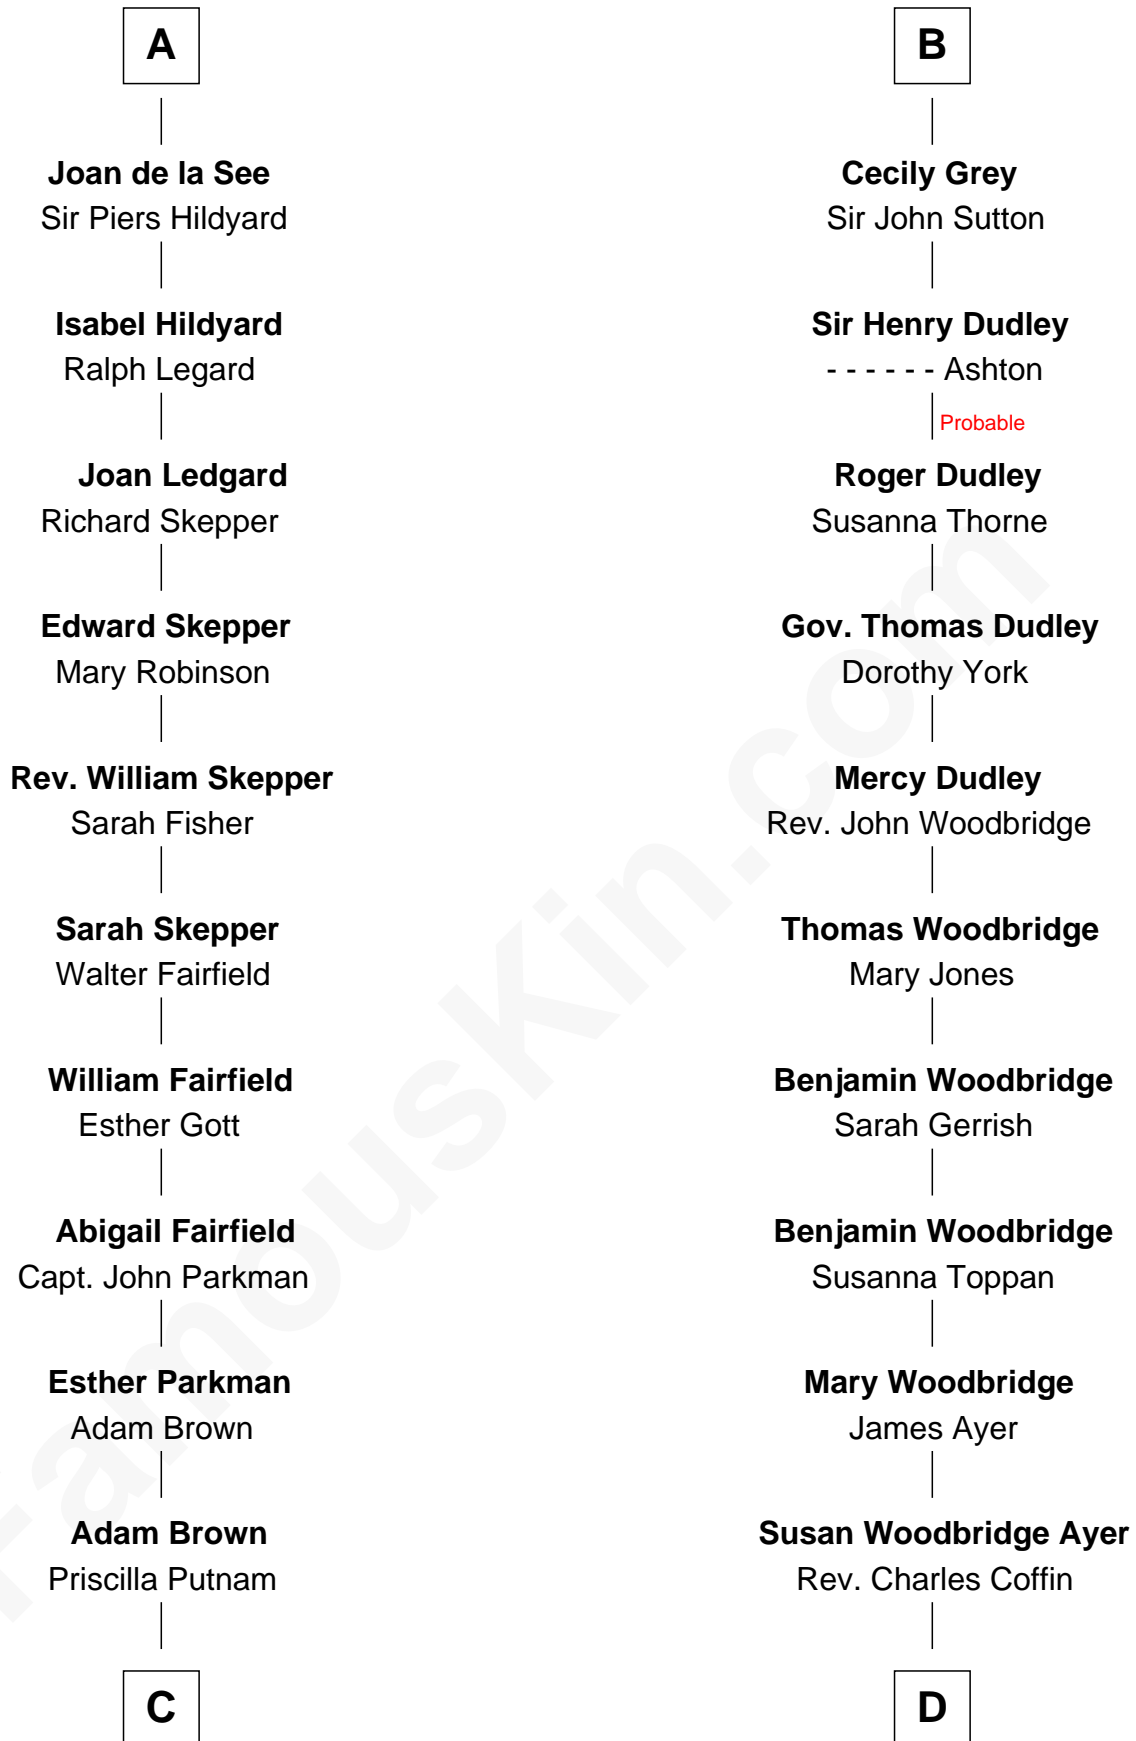 A
Joan de la See
Sir Piers Hildyard
Isabel Hildyard
Ralph Legard
Joan Ledgard
Richard Skepper
Edward Skepper
Mary Robinson
Rev. William Skepper
Sarah Fisher
Sarah Skepper
Walter Fairfield
William Fairfield
Esther Gott
Abigail Fairfield
Capt. John Parkman
Esther Parkman
Adam Brown
Adam Brown
Priscilla Putnam
C
B
Cecily Grey
Sir John Sutton
Sir Henry Dudley
- - - - - - Ashton
Probable
Roger Dudley
Susanna Thorne
Gov. Thomas Dudley
Dorothy York
Mercy Dudley
Rev. John Woodbridge
Thomas Woodbridge
Mary Jones
Benjamin Woodbridge
Sarah Gerrish
Benjamin Woodbridge
Susanna Toppan
Mary Woodbridge
James Ayer
Susan Woodbridge Ayer
Rev. Charles Coffin
D
FamousKin.com